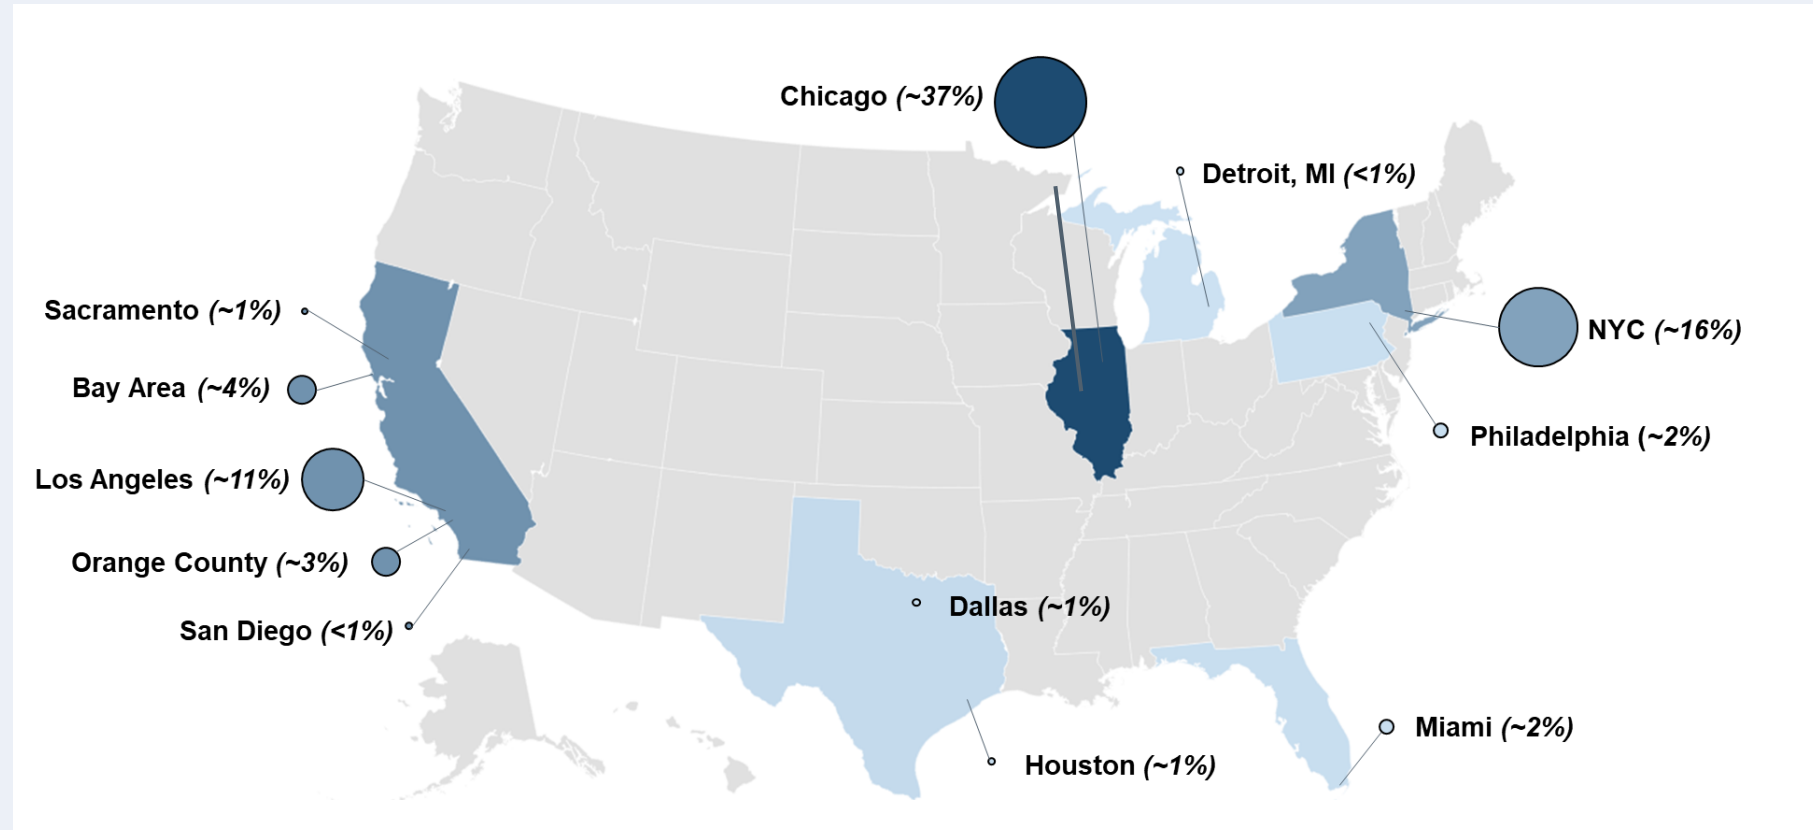 Chicago (~37%)
Detroit, MI (<1%)
Sacramento (~1%)
NYC (~16%)
Bay Area (~4%)
Philadelphia (~2%)
Los Angeles (~11%)
Orange County (~3%)
Dallas (~1%)
San Diego (<1%)
Miami (~2%)
Houston (~1%)